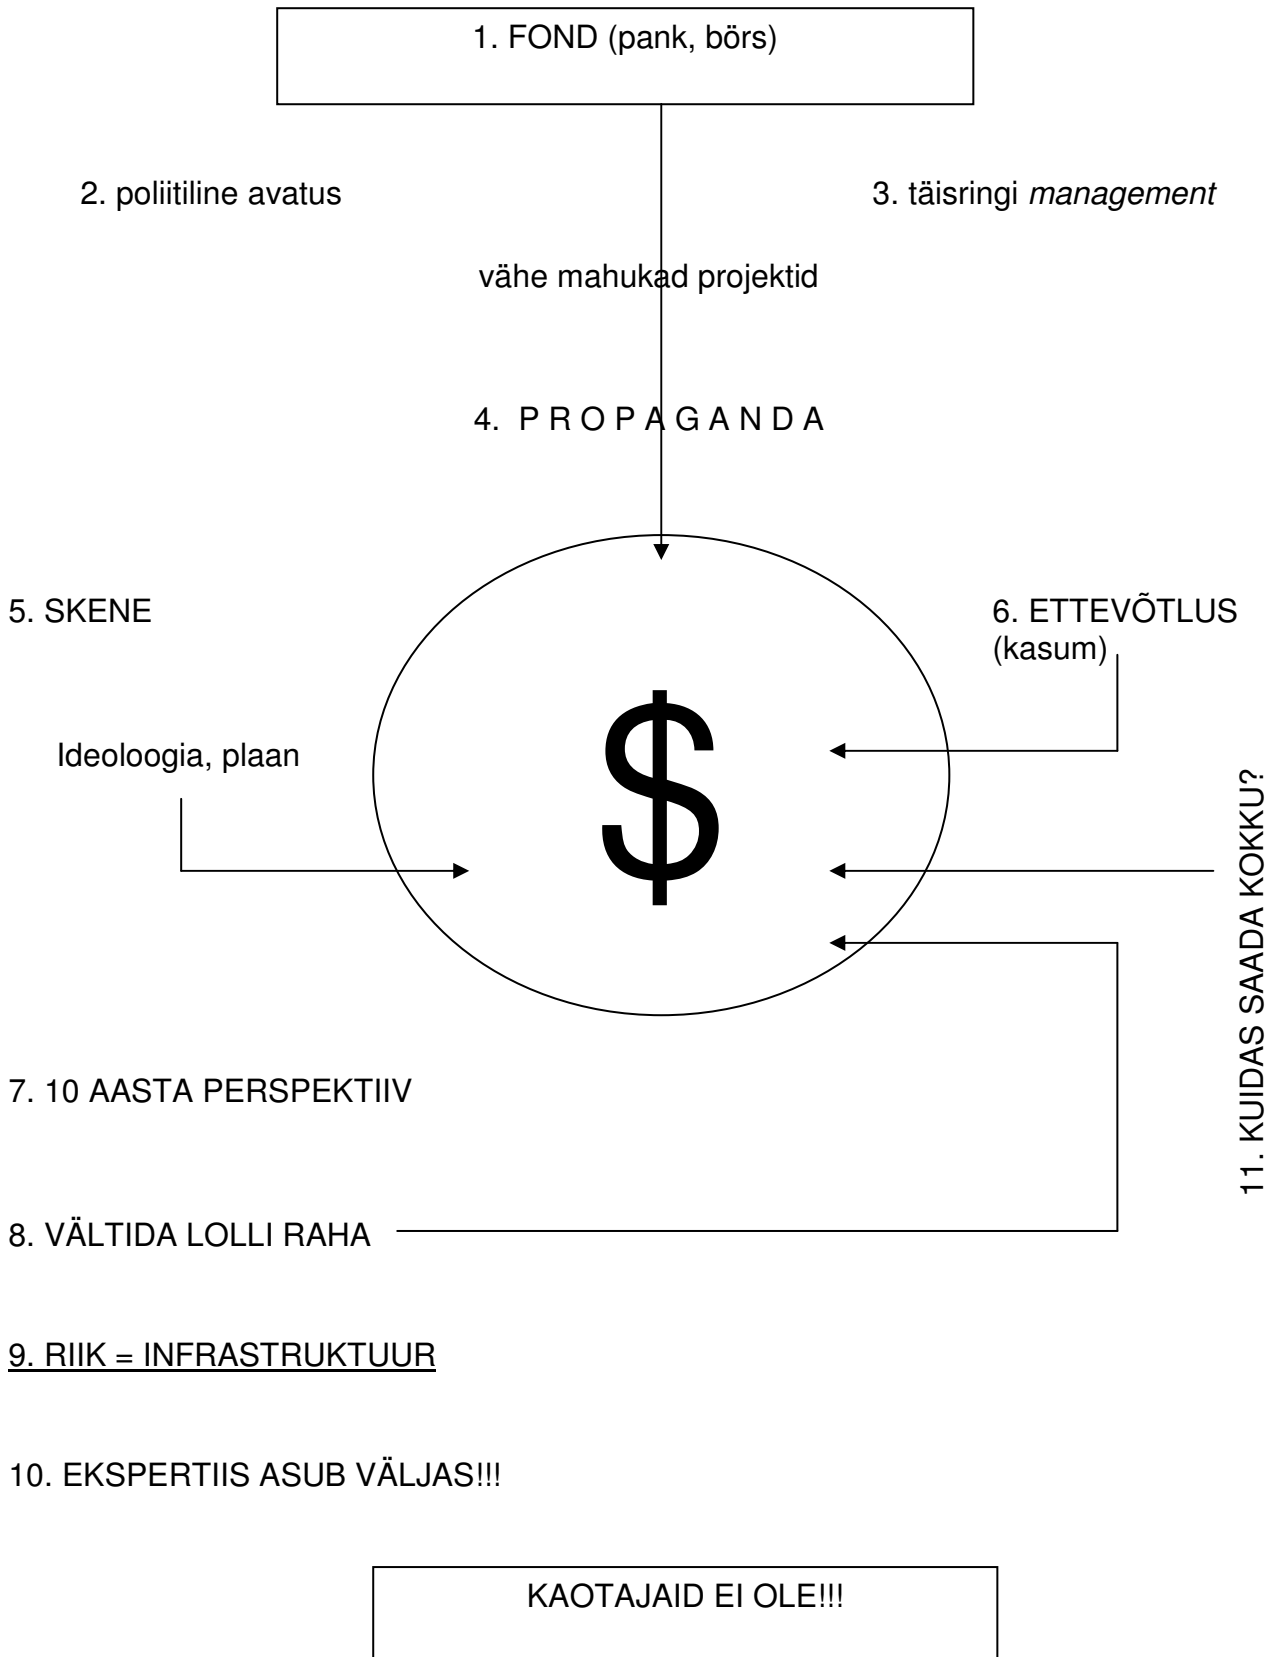 1. FOND (pank, börs)
2. poliitiline avatus
3. täisringi management
vähe mahukad projektid
4. P R O P A G A N D A
5. SKENE
6. ETTEVÕTLUS
(kasum)
Ideoloogia, plaan
$
11. KUIDAS SAADA KOKKU?
7. 10 AASTA PERSPEKTIIV
8. VÄLTIDA LOLLI RAHA
9. RIIK = INFRASTRUKTUUR
10. EKSPERTIIS ASUB VÄLJAS!!!
KAOTAJAID EI OLE!!!